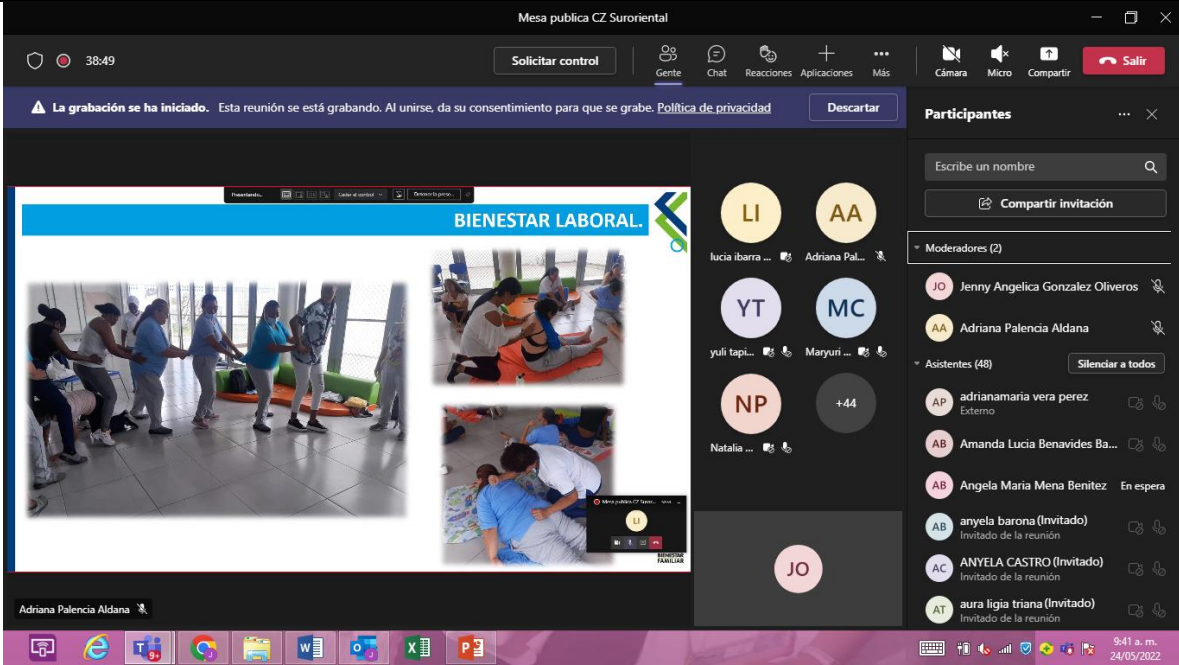 Mesa publica CZ Suroriental
38:49
Solicitar control
Gente
Chat
Reacciones
Aplicaciones
Más
Cámara
Micro
Compartir
Salir
La grabación se ha iniciado. Esta reunión se está grabando. Al unirse, da su consentimiento para que se grabe. Política de privacidad
Descartar
Presentando...
BIENESTAR LABORAL.
LI
BIENESTAR
FAMILIAR
Adriana Palencia Aldana
LI
AA
lucia ibarra ...
Adriana Pal...
YT
MC
yuli tapi...
Maryuri ...
NP
+44
Natalia ...
JO
Participantes
Escribe un nombre
Compartir invitación
Moderadores (2)
JO
Jenny Angelica Gonzalez Oliveros
AA
Adriana Palencia Aldana
Asistentes (48)
Silenciar a todos
AP
adrianamaria vera perez
Externo
AB
Amanda Lucia Benavides Ba...
AB
Angela Maria Mena Benitez
En espera
AB
anyela barona (Invitado)
Invitado de la reunión
AC
ANYELA CASTRO (Invitado)
Invitado de la reunión
AT
aura ligia triana (Invitado)
Invitado de la reunión
9+
9:41 a. m.
24/05/2022